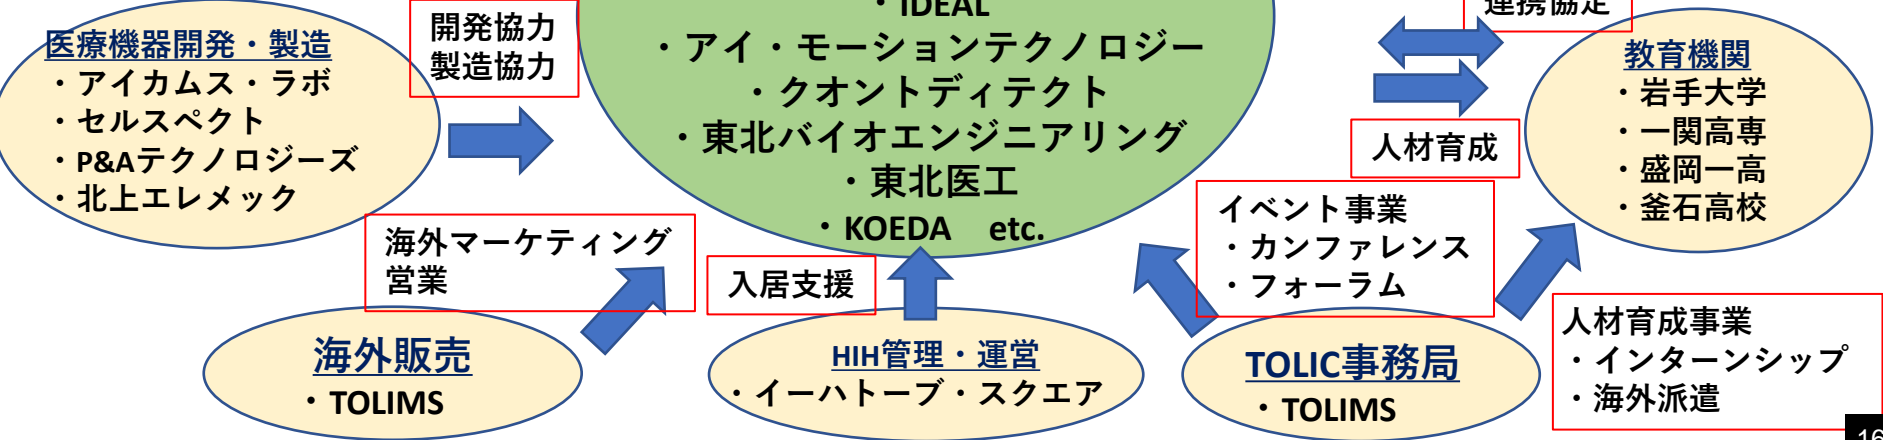 医療機器開発・製造
・アイカムス・ラボ
・セルスペクト
・P&Aテクノロジーズ
・北上エレメック
開発協力
製造協力
・IDEAL
・アイ・モーションテクノロジー
・クオントディテクト
・東北バイオエンジニアリング
・東北医工
・KOEDA etc.
連携協定
人材育成
教育機関
・岩手大学
・一関高専
・盛岡一高
・釜石高校
海外マーケティング
営業
入居支援
イベント事業
・カンファレンス
・フォーラム
人材育成事業
・インターンシップ
・海外派遣
海外販売
・TOLIMS
HIH管理・運営
・イーハトーブ・スクエア
TOLIC事務局
・TOLIMS
16